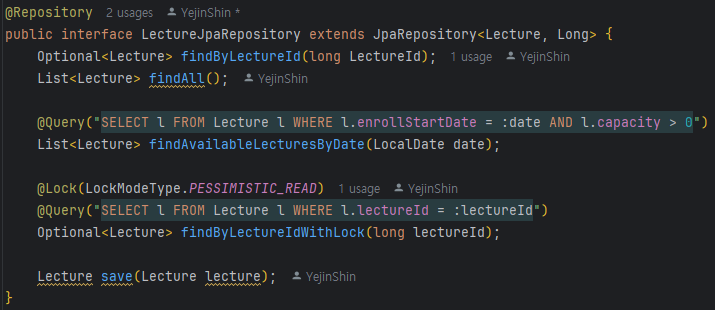 @Repository 2 usages YejinShin *
public interface LectureJpaRepository extends JpaRepository<Lecture, Long> {
    Optional<Lecture> findByLectureId(long LectureId); 1 usage YejinShin
    List<Lecture> findAll(); YejinShin
    @Query("SELECT l FROM Lecture l WHERE l.enrollStartDate = :date AND l.capacity > 0")
    List<Lecture> findAvailableLecturesByDate(LocalDate date);
    @Lock(LockModeType.PESSIMISTIC_READ) 1 usage YejinShin
    @Query("SELECT l FROM Lecture l WHERE l.lectureId = :lectureId")
    Optional<Lecture> findByLectureIdWithLock(long lectureId);
    Lecture save(Lecture lecture); YejinShin
}